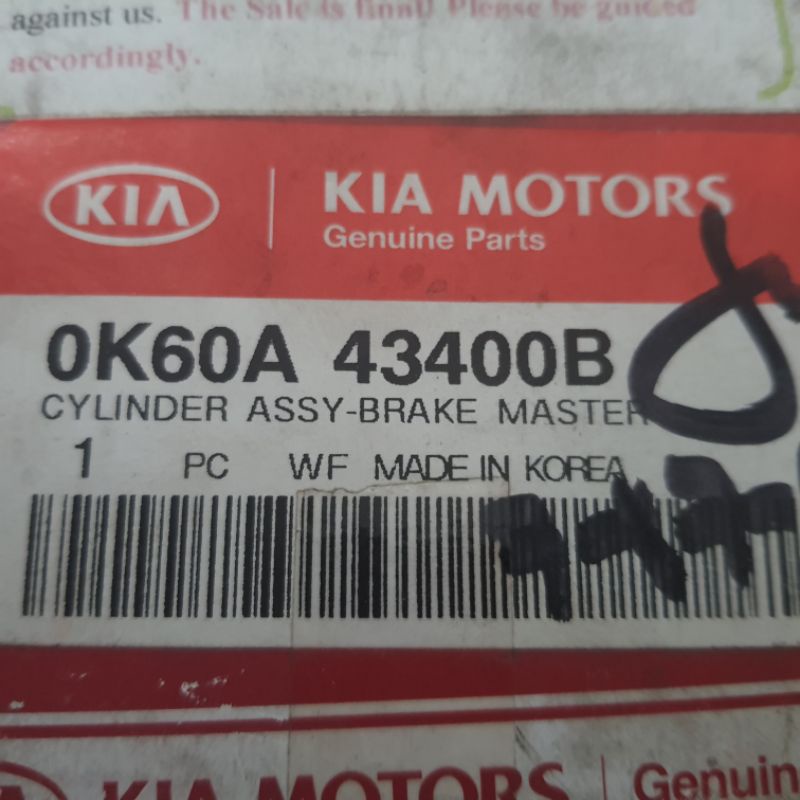 against us. The Sale is final! Please be guided
accordingly.
KIA
KIA MOTORS
Genuine Parts
0K60A 43400B
CYLINDER ASSY-BRAKE MASTER
1 PC WF MADE IN KOREA
KIA MOTORS
Genuin